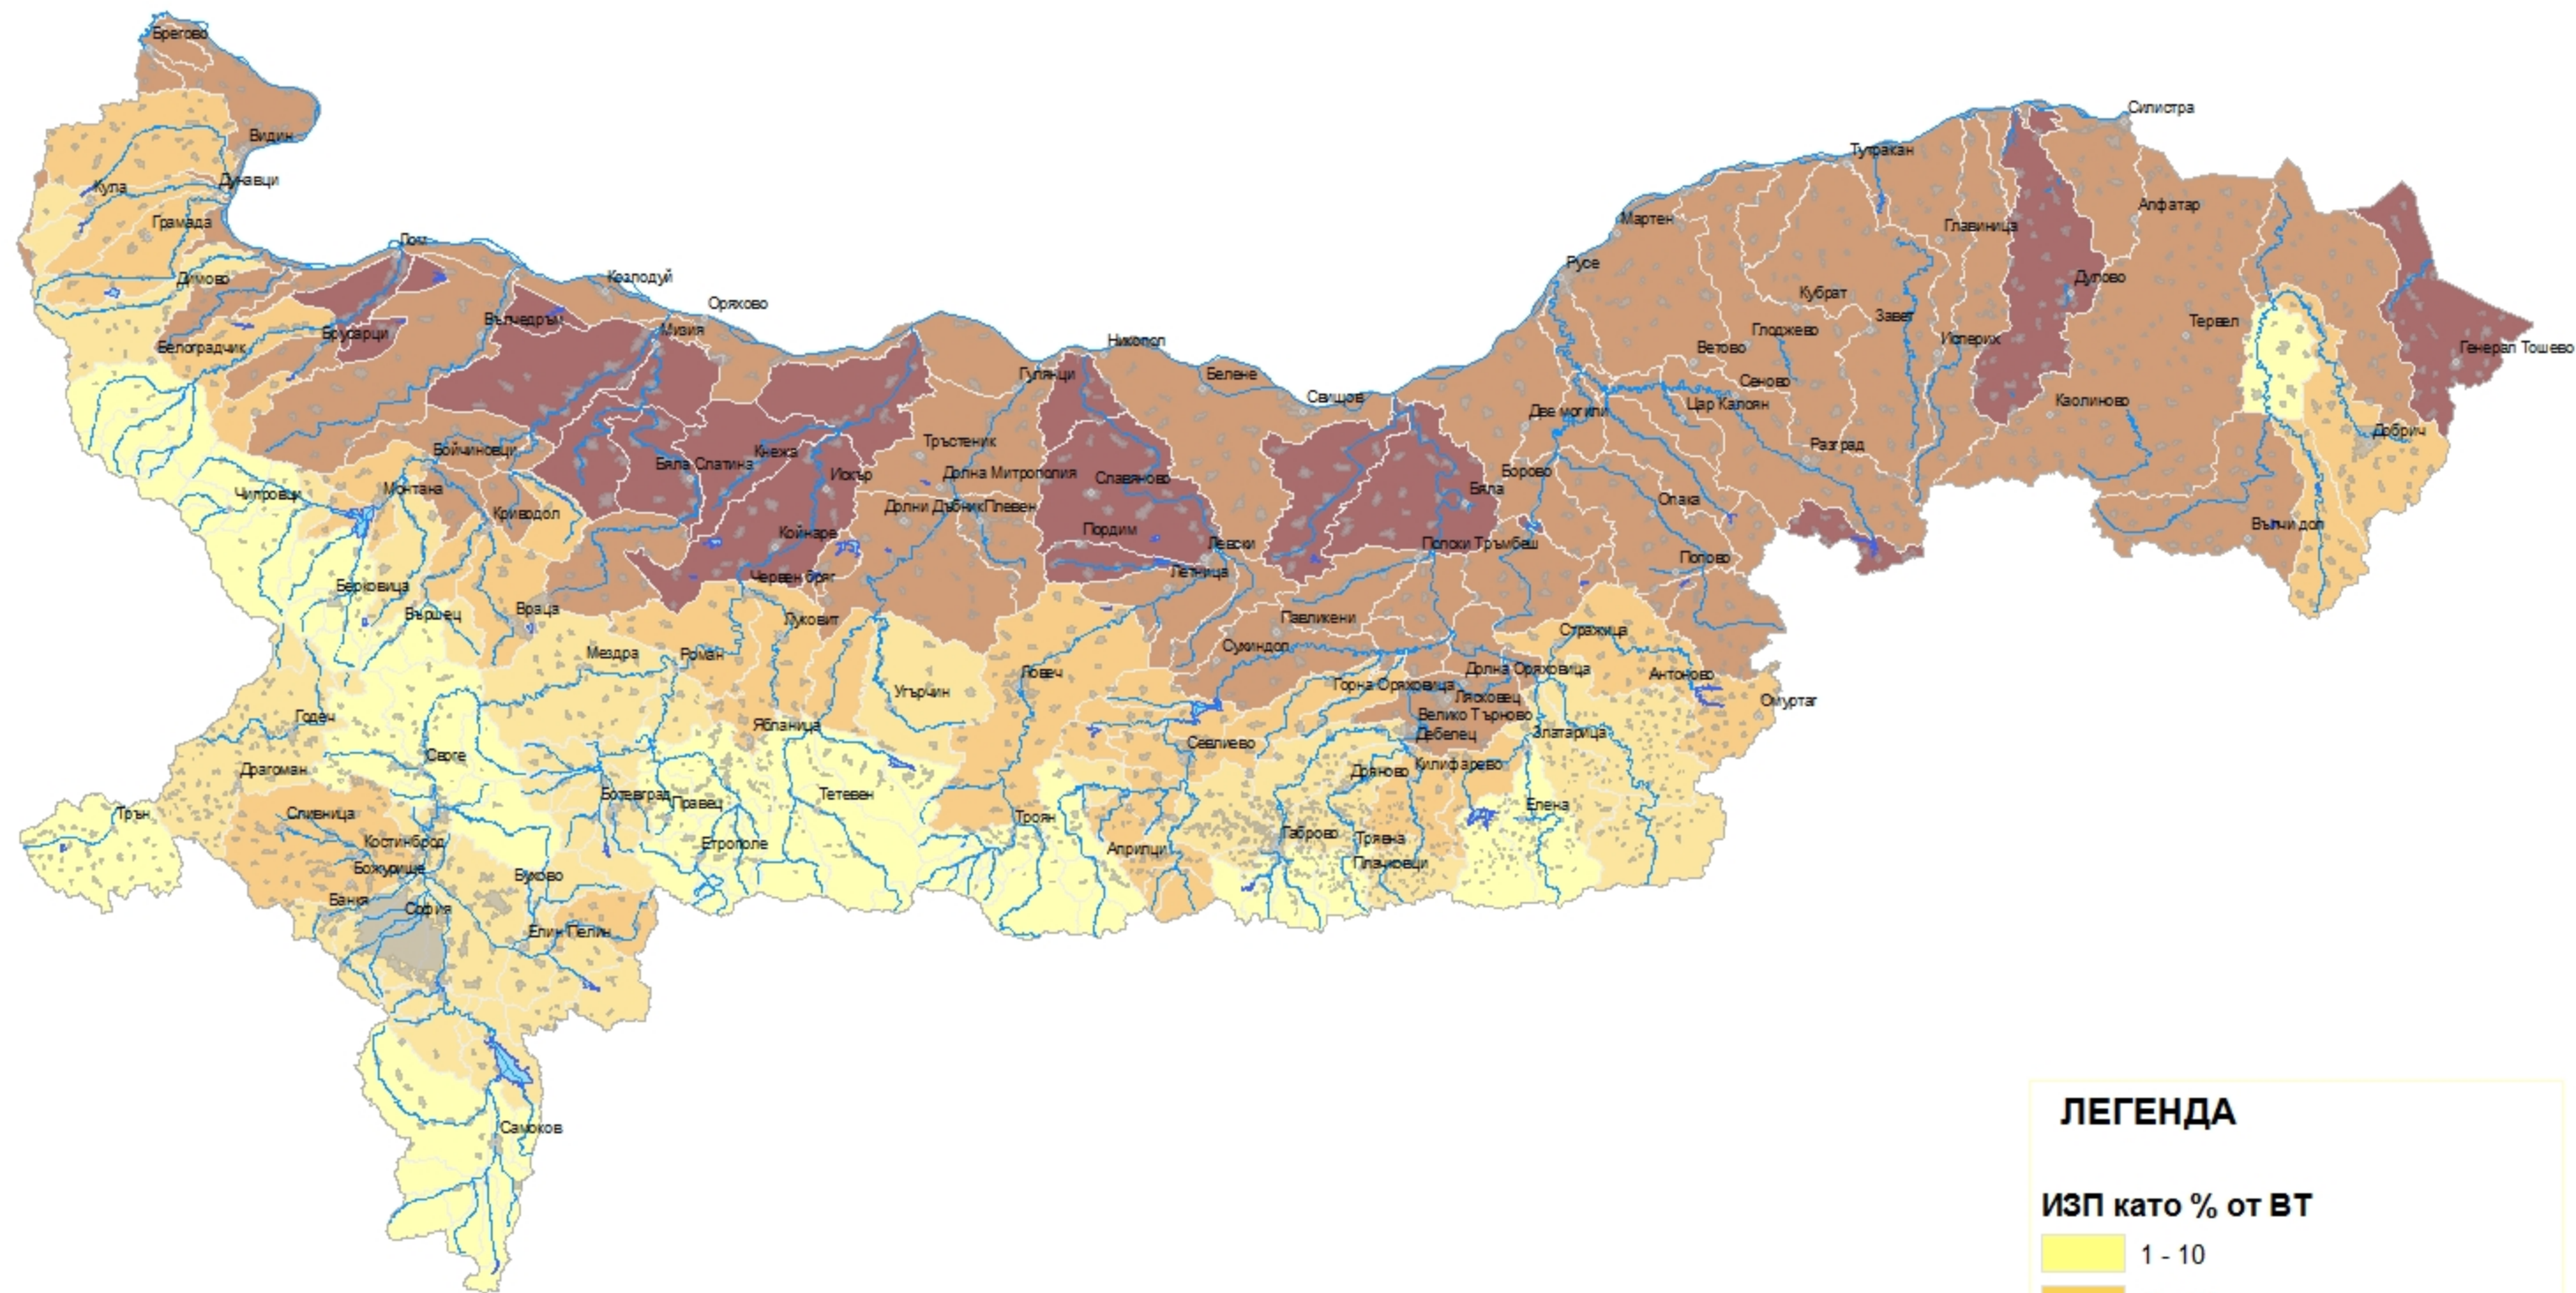 Брегово
Видин
Кула
Дунавци
Грамада
Димово
Лом
Козлодуй
Оряхово
Вълчедръм
Мизия
Брусарци
Белоградчик
Никопол
Гулянци
Белене
Свищов
Силистра
Тутракан
Мартен
Русе
Главиница
Алфатар
Дулово
Кубрат
Завет
Глоджево
Исперих
Ветово
Тервел
Генерал Тошево
Сеново
Цар Калоян
Каолиново
Две могили
Добрич
Разград
Бойчиновци
Тръстеник
Кнежа
Бяла Слатина
Искър
Долна Митрополия
Славяново
Борово
Бяла
Опака
Чипровци
Монтана
Криводол
Долни Дъбник
Плевен
Вълчи дол
Койнаре
Пордим
Левски
Полски Тръмбеш
Попово
Летница
Червен бряг
Берковица
Вършец
Враца
Луковит
Павликени
Стражица
Сухиндол
Мездра
Роман
Ловеч
Долна Оряховица
Антоново
Угърчин
Горна Оряховица
Лясковец
Омуртаг
Годеч
Ябланица
Велико Търново
Дебелец
Златарица
Севлиево
Своге
Драгоман
Дряново
Килифарево
Ботевград
Правец
Тетевен
Елена
Трън
Сливница
Троян
Костинброд
Етрополе
Габрово
Трявна
Априлци
Плачковци
Божурище
Бухово
Банкя
София
Елин Пелин
Самоков
ЛЕГЕНДА
ИЗП като % от ВТ
1 - 10